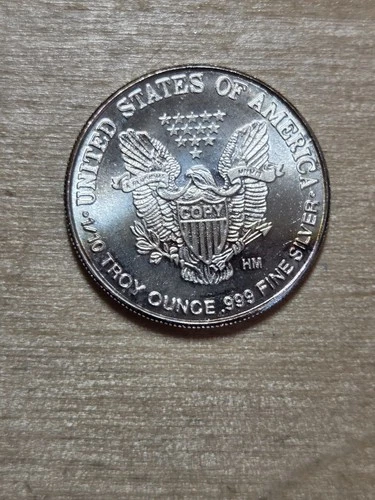 UNITED STATES OF AMERICA
COPY
HM
1/10 TROY OUNCE .999 FINE SILVER